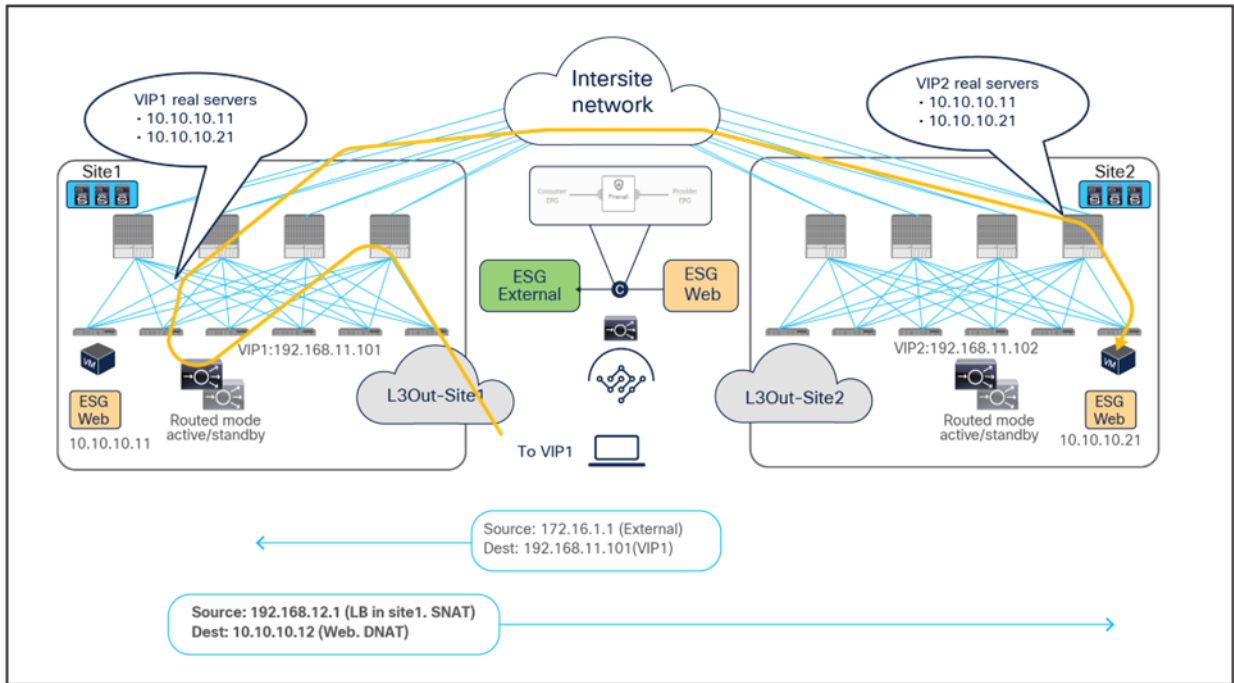 Intersite
network
VIP1 real servers
• 10.10.10.11
• 10.10.10.21
VIP2 real servers
• 10.10.10.11
• 10.10.10.21
Site1
Site2
Consumer
EPG
Firewall
Provider
EPG
ESG
External
C
ESG
Web
VIP1:192.168.11.101
VIP2:192.168.11.102
VM
ESG
Web
10.10.10.11
Routed mode
active/standby
L3Out-Site1
L3Out-Site2
Routed mode
active/standby
VM
ESG
Web
10.10.10.21
To VIP1
Source: 172.16.1.1 (External)
Dest: 192.168.11.101(VIP1)
Source: 192.168.12.1 (LB in site1. SNAT)
Dest: 10.10.10.12 (Web. DNAT)